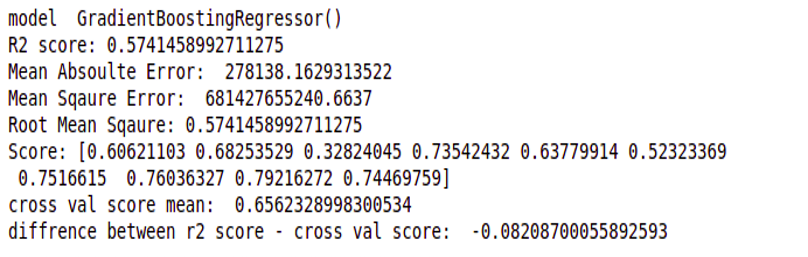 model  GradientBoostingRegressor()
R2 score: 0.5741458992711275
Mean Absoulte Error:  278138.1629313522
Mean Sqaure Error:  681427655240.6637
Root Mean Sqaure: 0.5741458992711275
Score: [0.60621103 0.68253529 0.32824045 0.73542432 0.63779914 0.52323369
 0.7516615  0.76036327 0.79216272 0.74469759]
cross val score mean:  0.6562328998300534
diffrence between r2 score - cross val score:  -0.08208700055892593